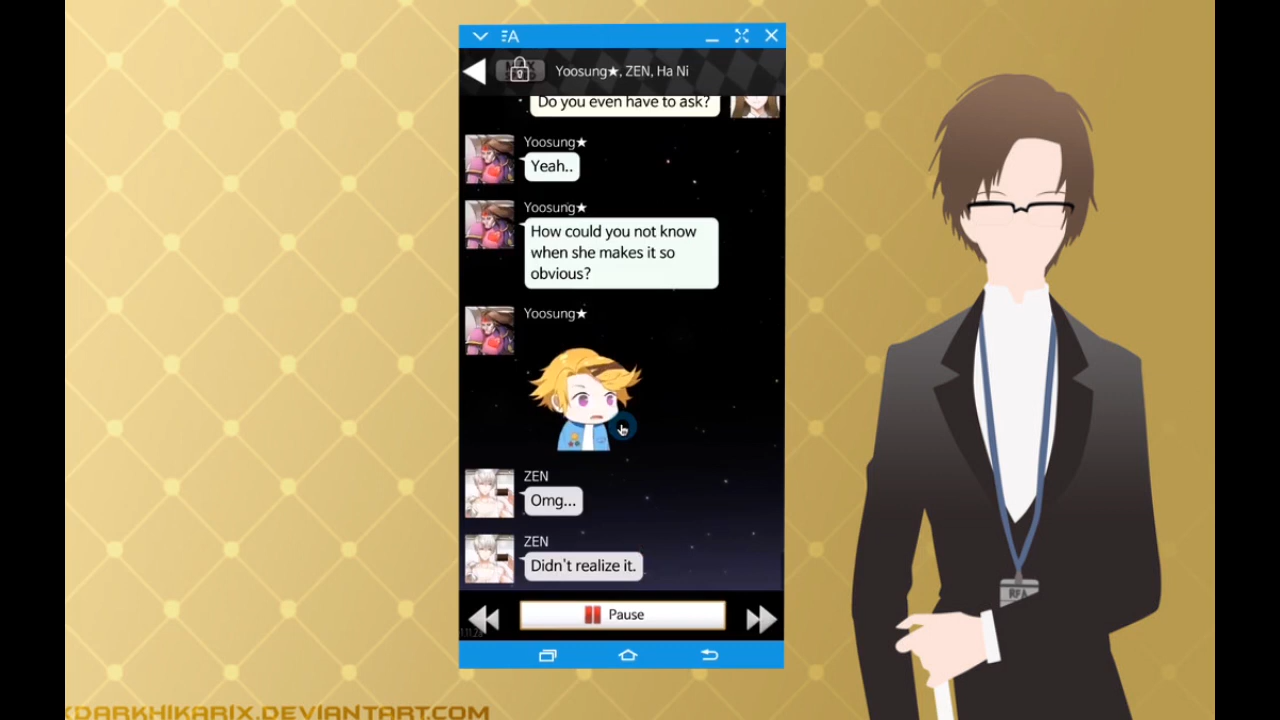 Yoosung★, ZEN, Ha Ni
Do you even have to ask?
Yoosung★
Yeah..
Yoosung★
How could you not know
when she makes it so
obvious?
Yoosung★
ZEN
Omg...
ZEN
Didn't realize it.
Pause
RFA
XDARKHIKARIX.DEVIANTART.COM